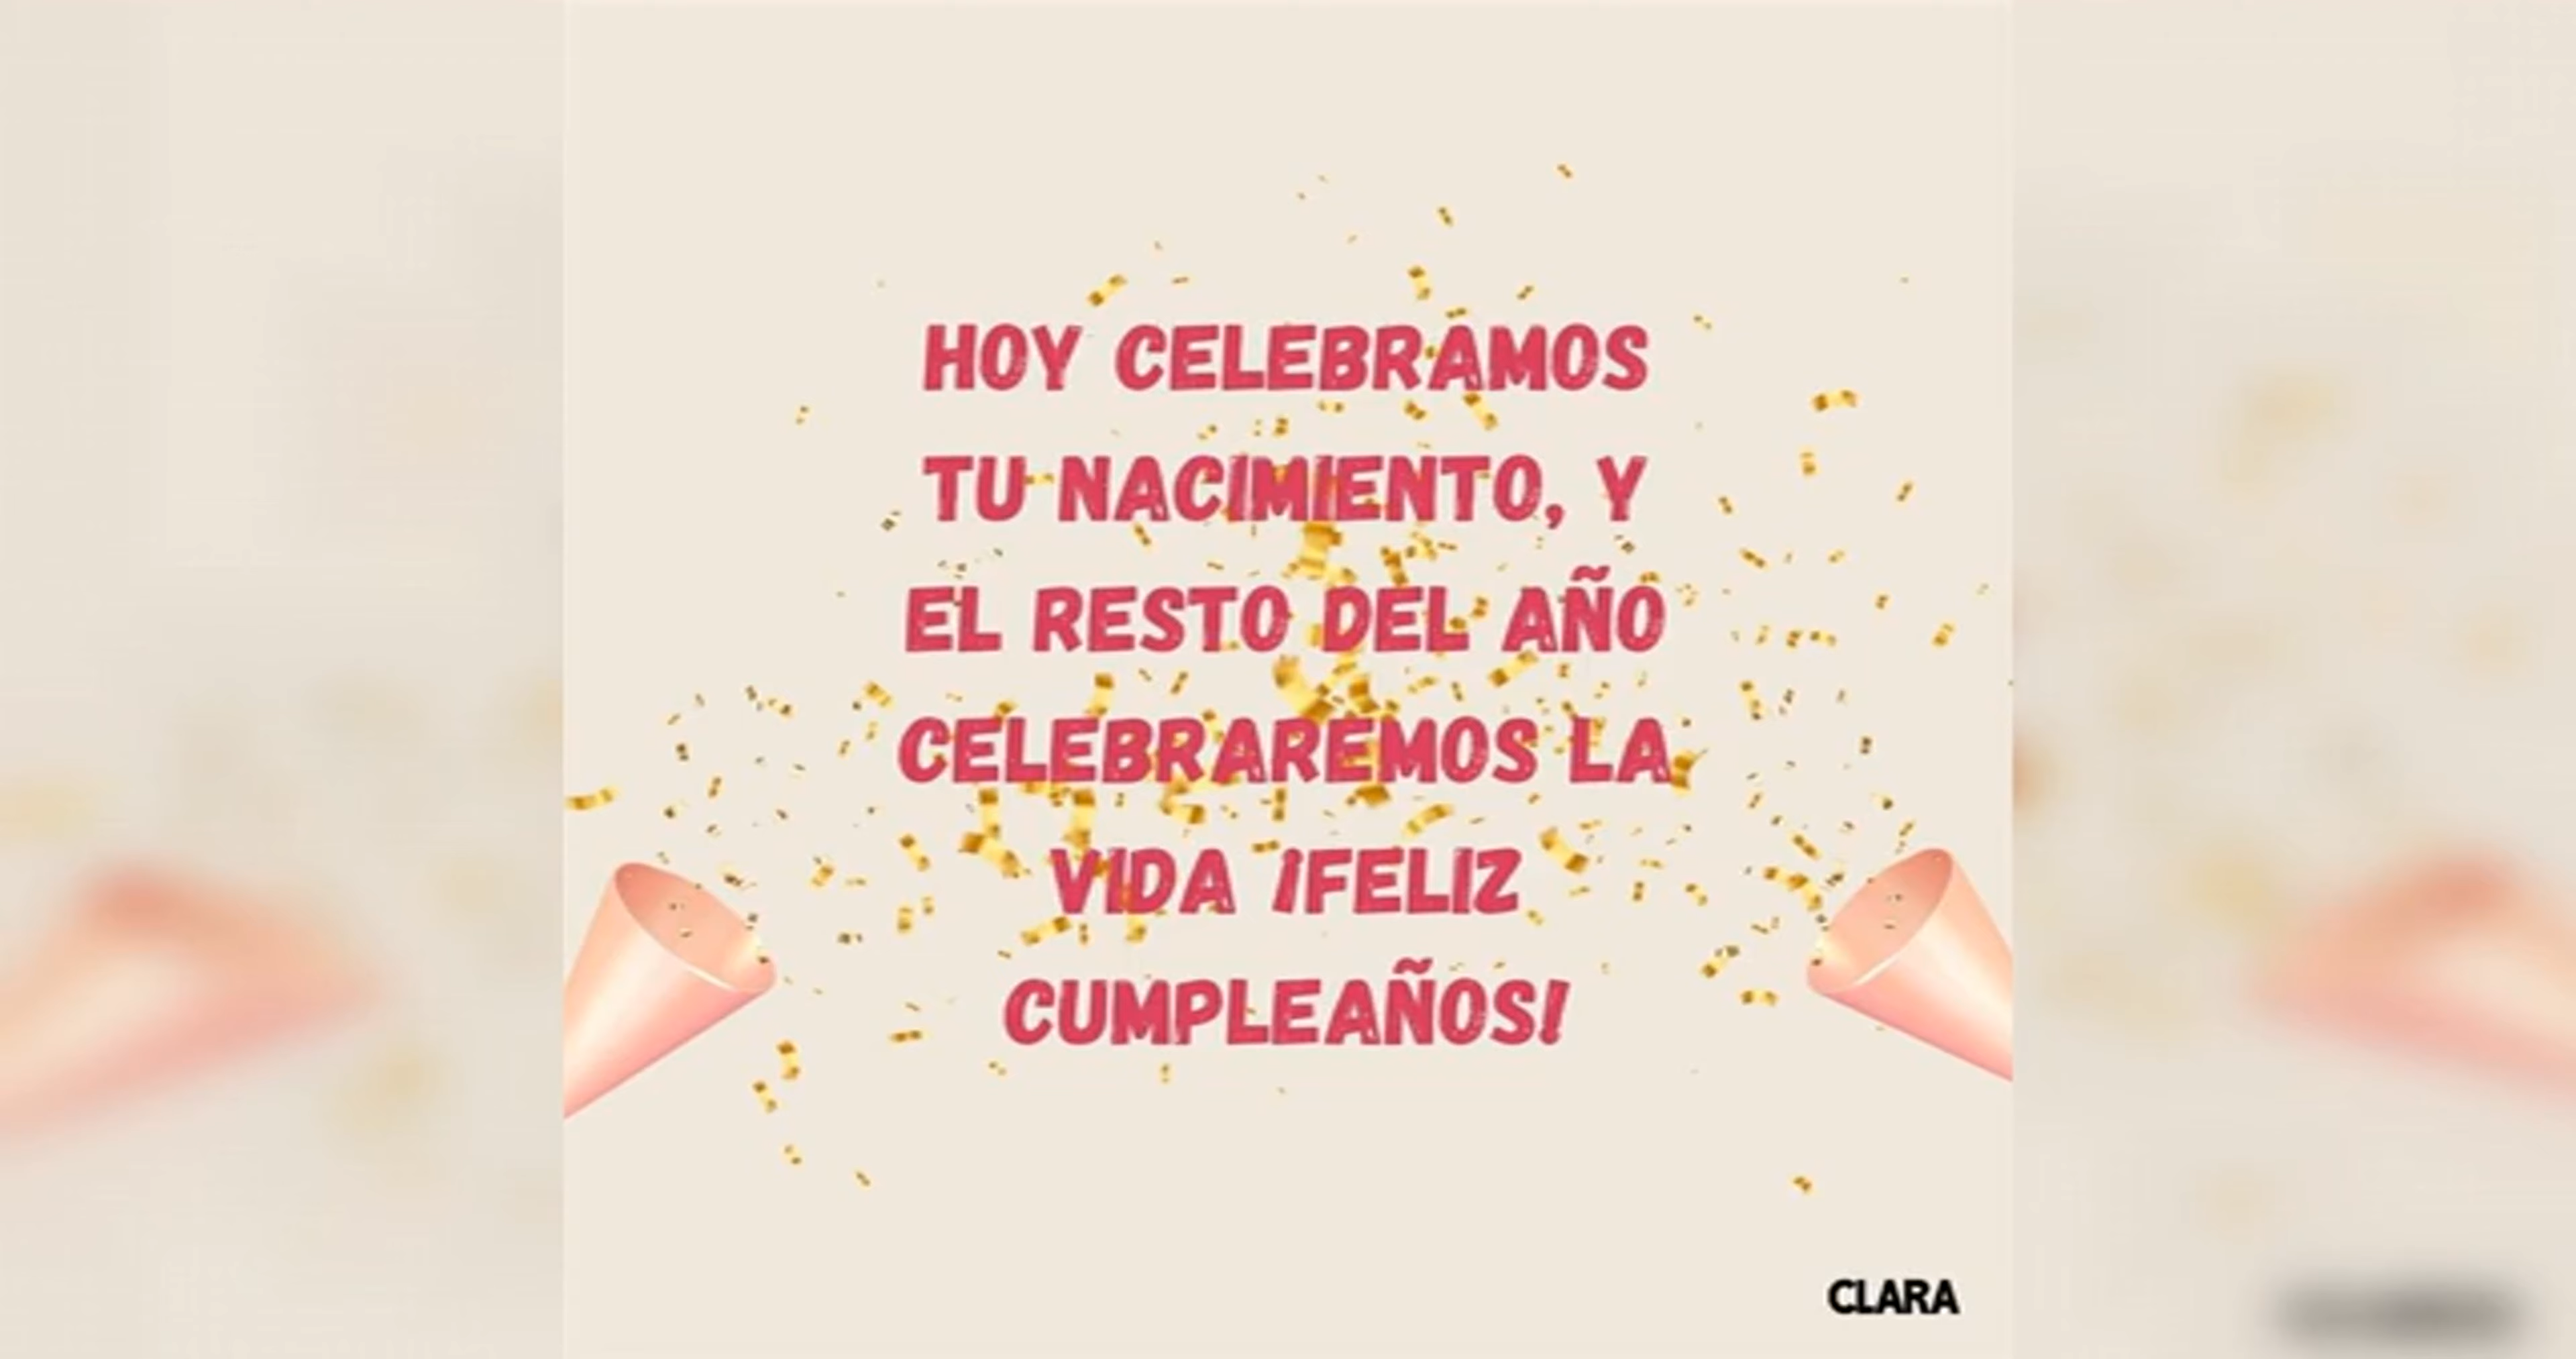 HOY CELEBRAMOS
TU NACIMIENTO, Y
EL RESTO DEL AÑO
CELEBRAREMOS LA
VIDA ¡FELIZ
CUMPLEAÑOS!
CLARA